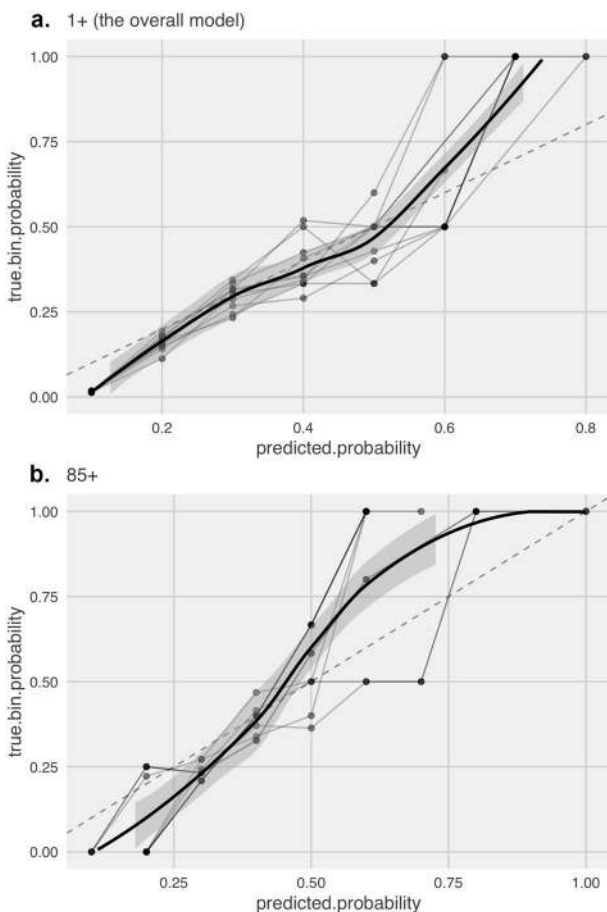 a. 1+ (the overall model)
1.00
0.75
0.50
0.25
0.00
true.bin.probability
0.2 0.4 0.6 0.8
predicted.probability
b. 85+
1.00
0.75
0.50
0.25
0.00
true.bin.probability
0.25 0.50 0.75 1.00
predicted.probability